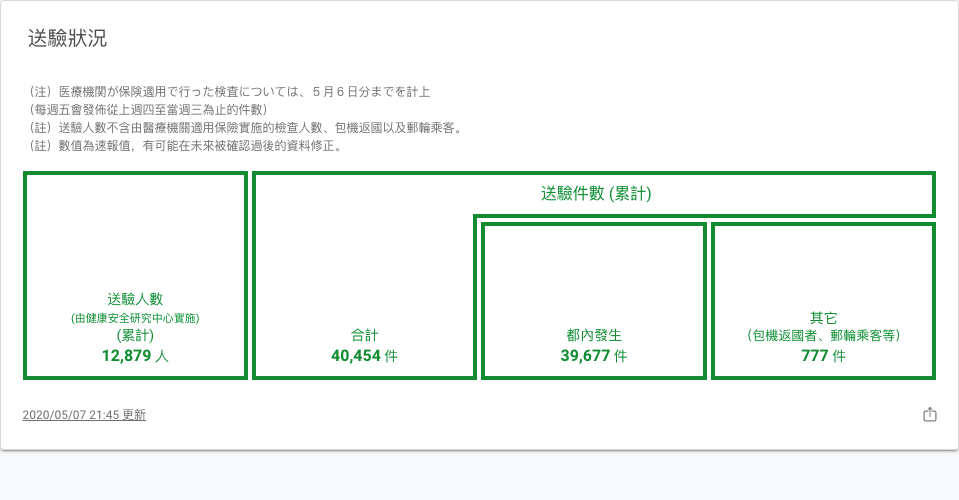 送驗狀況
（注）医療機関が保険適用で行った検査については、５月６日分までを計上
（每週五會發佈從上週四至當週三為止的件數）
（註）送驗人數不含由醫療機關適用保險實施的檢查人數、包機返國以及郵輪乘客。
（註）數值為速報值，有可能在未來被確認過後的資料修正。
送驗件數 (累計)
送驗人數
(由健康安全研究中心實施)
(累計)
12,879 人
合計
40,454 件
都內發生
39,677 件
其它
（包機返國者、郵輪乘客等）
777 件
2020/05/07 21:45 更新